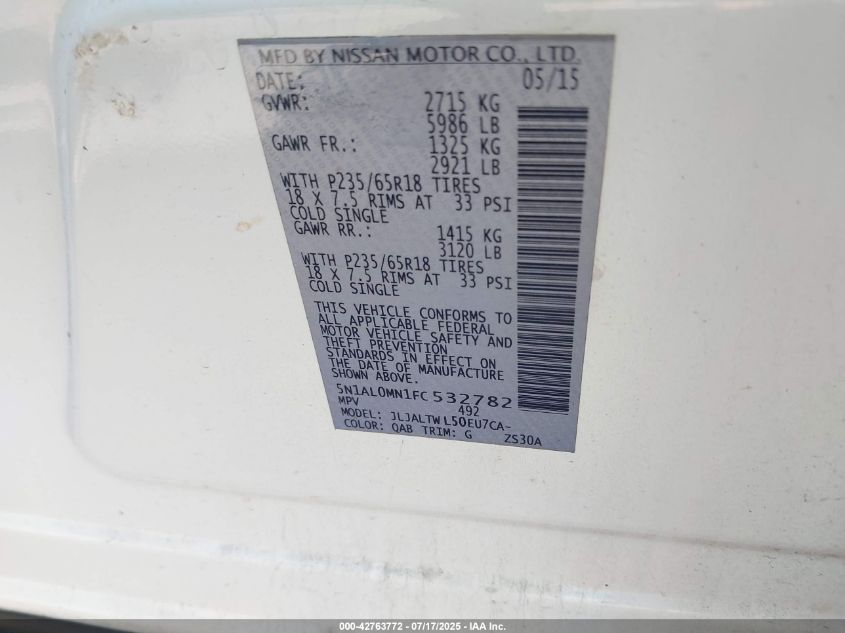 MFD BY NISSAN MOTOR CO., LTD.
DATE: 05/15
GVWR: 2715 KG
5986 LB
GAWR FR.: 1325 KG
2921 LB
WITH P235/65R18 TIRES
18 X 7.5 RIMS AT 33 PSI
COLD SINGLE
GAWR RR.: 1415 KG
3120 LB
WITH P235/65R18 TIRES
18 X 7.5 RIMS AT 33 PSI
COLD SINGLE
THIS VEHICLE CONFORMS TO
ALL APPLICABLE FEDERAL
MOTOR VEHICLE SAFETY AND
THEFT PREVENTION
STANDARDS IN EFFECT ON
THE DATE OF MANUFACTURE
SHOWN ABOVE.
5N1AL0MN1FC532782
MPV 492
MODEL: JLJALTWL50EU7CA-
COLOR: QAB TRIM: G ZS30A
000-42763772 - 07/17/2025 - IAA Inc.